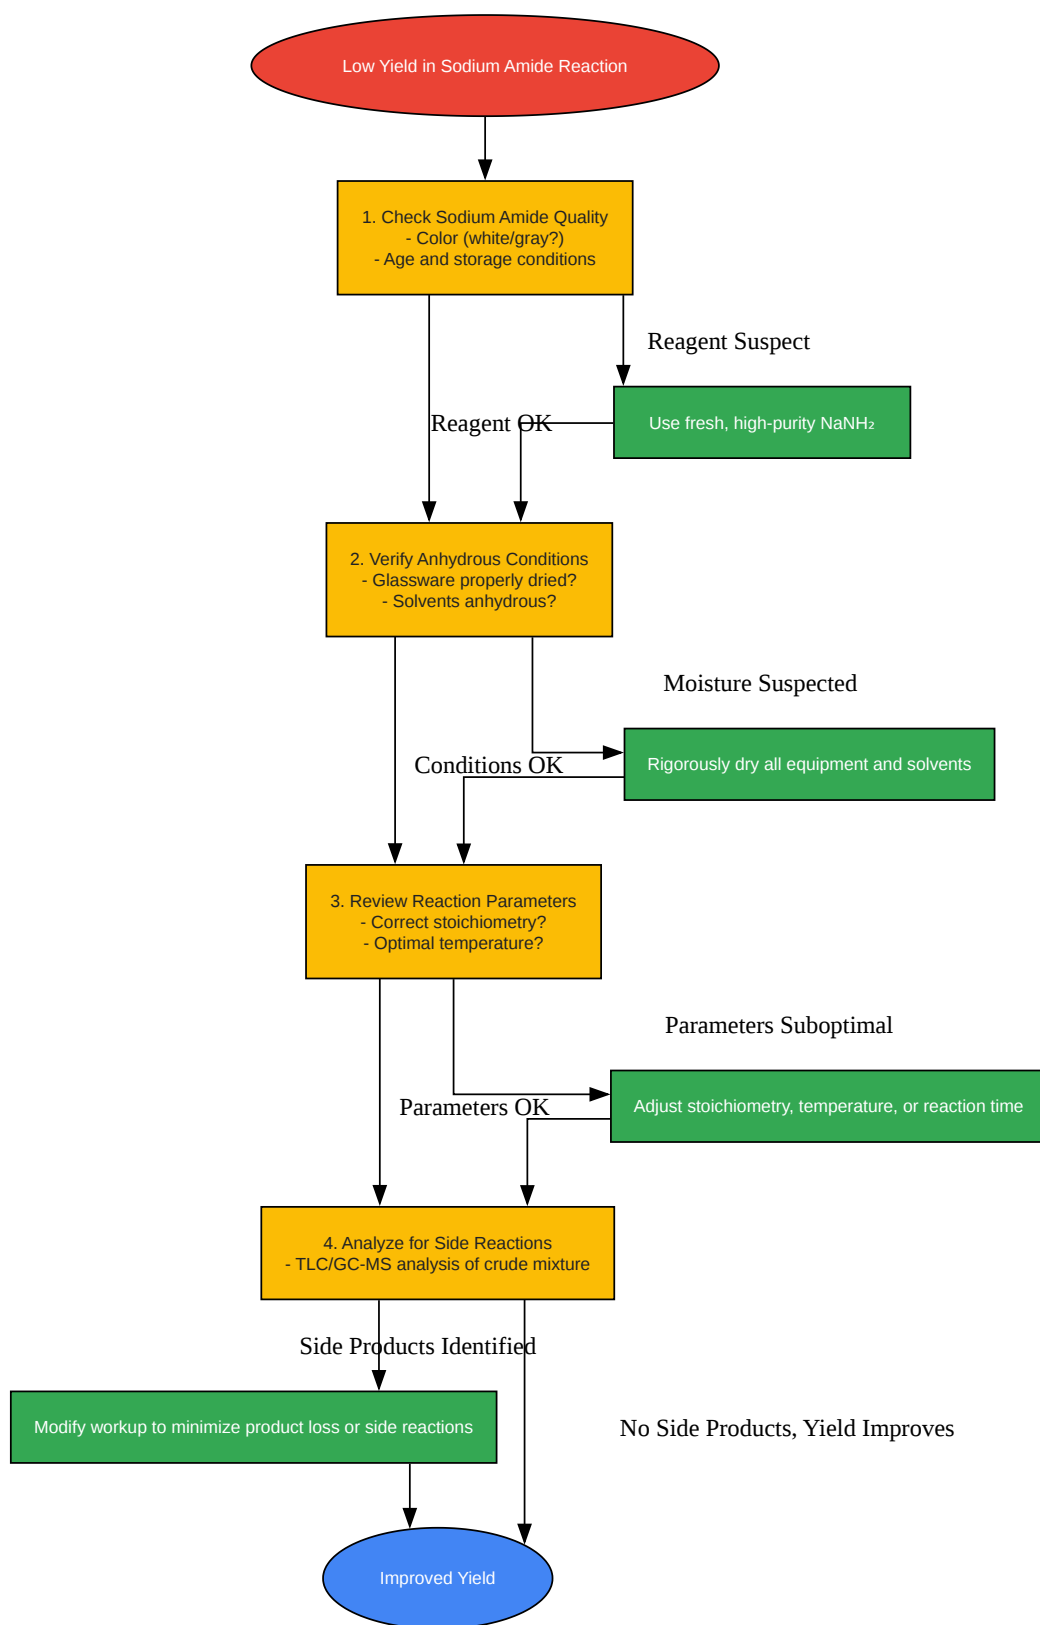 Low Yield in Sodium Amide Reaction
1. Check Sodium Amide Quality
- Color (white/gray?)
- Age and storage conditions
Reagent Suspect
Reagent OK
Use fresh, high-purity NaNH₂
2. Verify Anhydrous Conditions
- Glassware properly dried?
- Solvents anhydrous?
Moisture Suspected
Conditions OK
Rigorously dry all equipment and solvents
3. Review Reaction Parameters
- Correct stoichiometry?
- Optimal temperature?
Parameters Suboptimal
Parameters OK
Adjust stoichiometry, temperature, or reaction time
4. Analyze for Side Reactions
- TLC/GC-MS analysis of crude mixture
Side Products Identified
Modify workup to minimize product loss or side reactions
No Side Products, Yield Improves
Improved Yield